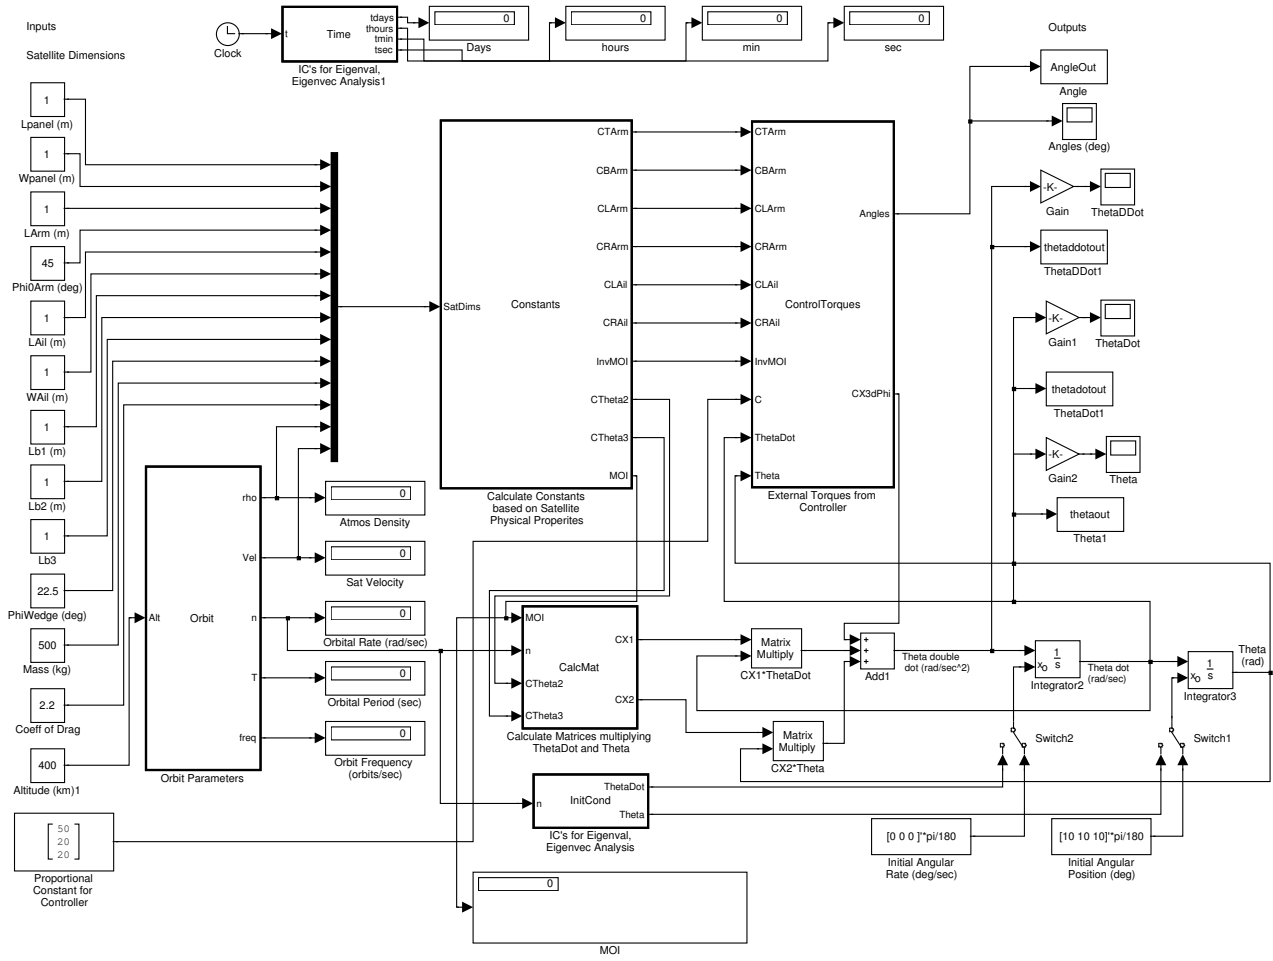 Inputs
Satellite Dimensions
Clock
t
Time
tdays
thours
tmin
tsec
IC's for Eigenval,
Eigenvec Analysis1
0
Days
0
hours
0
min
0
sec
Outputs
1
Lpanel (m)
1
Wpanel (m)
1
LArm (m)
45
Phi0Arm (deg)
1
LAil (m)
1
WAil (m)
1
Lb1 (m)
1
Lb2 (m)
1
Lb3
22.5
PhiWedge (deg)
500
Mass (kg)
2.2
Coeff of Drag
400
Altitude (km)1
50
20
20
Proportional
Constant for
Controller
Alt
Orbit
rho
Vel
n
T
freq
Orbit Parameters
0
Atmos Density
0
Sat Velocity
0
Orbital Rate (rad/sec)
0
Orbital Period (sec)
0
Orbit Frequency
(orbits/sec)
SatDims
Constants
CTArm
CBArm
CLArm
CRArm
CLAil
CRAil
InvMOI
CTheta2
CTheta3
MOI
Calculate Constants
based on Satellite
Physical Properites
CTArm
CBArm
CLArm
CRArm
CLAil
CRAil
InvMOI
C
ThetaDot
Theta
ControlTorques
Angles
CX3dPhi
External Torques from
Controller
AngleOut
Angle
Angles (deg)
-K-
Gain
ThetaDDot
thetaddotout
ThetaDDot1
-K-
Gain1
ThetaDot
thetadotout
ThetaDot1
-K-
Gain2
Theta
thetaout
Theta1
MOI
n
CTheta2
CTheta3
CalcMat
CX1
CX2
Calculate Matrices multiplying
ThetaDot and Theta
Matrix
Multiply
CX1*ThetaDot
Matrix
Multiply
CX2*Theta
+
+
+
Add1
Theta double
dot (rad/sec^2)
1
s
xo
Integrator2
Theta dot
(rad/sec)
1
s
xo
Integrator3
Theta
(rad)
Switch2
Switch1
n
InitCond
ThetaDot
Theta
IC's for Eigenval,
Eigenvec Analysis
[0 0 0 ]'*pi/180
Initial Angular
Rate (deg/sec)
[10 10 10]'*pi/180
Initial Angular
Position (deg)
0
MOI